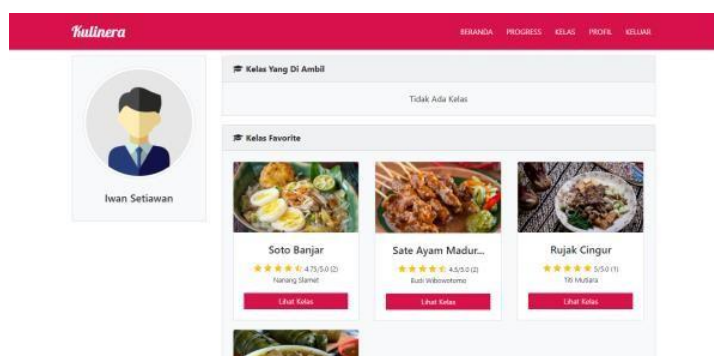 Kulinera
BERANDA PROGRESS KELAS PROFIL KELUAR
Iwan Setiawan
Kelas Yang Di Ambil
Tidak Ada Kelas
Kelas Favorite
Soto Banjar
4.75/5.0 (2)
Nanang Slamet
Lihat Kelas
Sate Ayam Madur...
4.5/5.0 (2)
Budi Wibowotomo
Lihat Kelas
Rujak Cingur
5/5.0 (1)
Titi Mutiara
Lihat Kelas